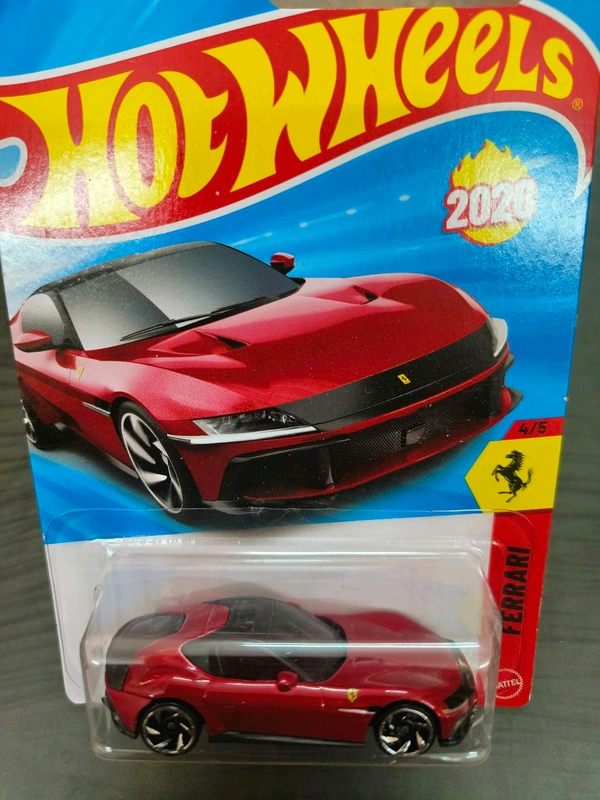 HOT WHEELS
®
2026
4/5
FERRARI
MATTEL